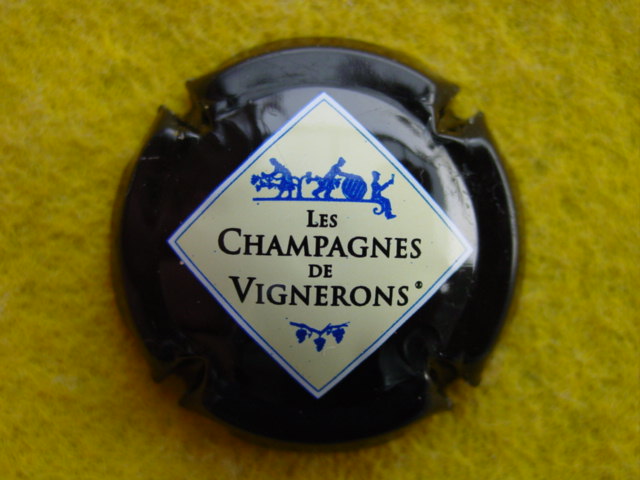 Les
Champagnes
de
Vignerons®